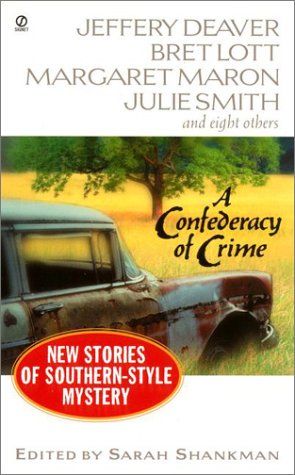 SIGNET
JEFFERY DEAVER
BRET LOTT
MARGARET MARON
JULIE SMITH
and eight others
A
Confederacy
of Crime
NEW STORIES
OF SOUTHERN-STYLE
MYSTERY
EDITED BY SARAH SHANKMAN